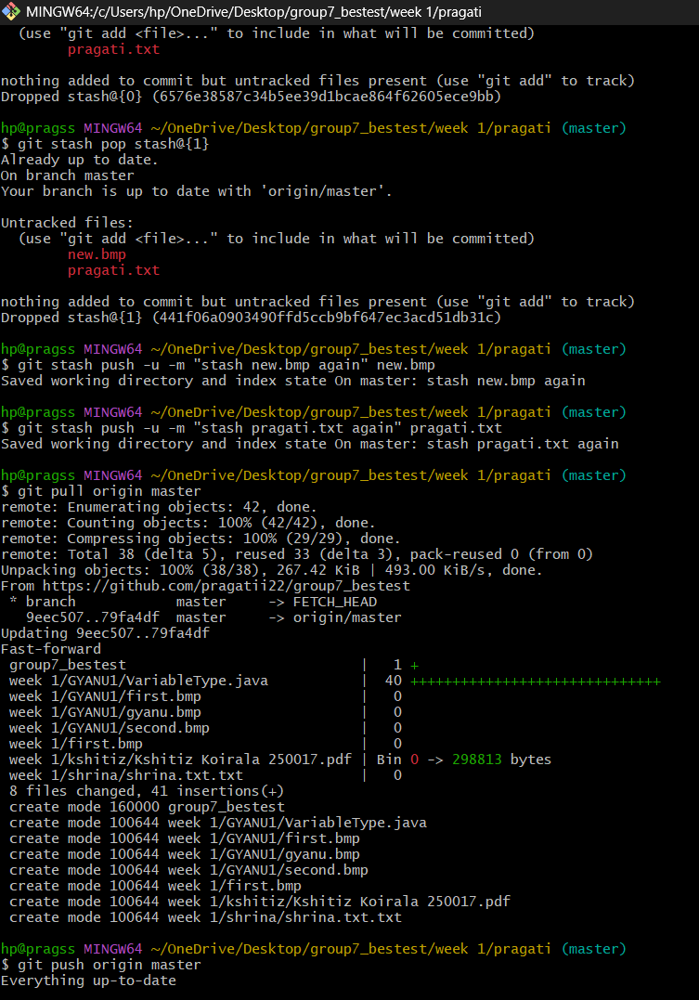 MINGW64:/c/Users/hp/OneDrive/Desktop/group7_bestest/week 1/pragati
  (use "git add <file>..." to include in what will be committed)
        pragati.txt

nothing added to commit but untracked files present (use "git add" to track)
Dropped stash@{0} (6576e38587c34b5ee39d1bcae864f62605ece9bb)

hp@pragss MINGW64 ~/OneDrive/Desktop/group7_bestest/week 1/pragati (master)
$ git stash pop stash@{1}
Already up to date.
On branch master
Your branch is up to date with 'origin/master'.

Untracked files:
  (use "git add <file>..." to include in what will be committed)
        new.bmp
        pragati.txt

nothing added to commit but untracked files present (use "git add" to track)
Dropped stash@{1} (441f06a0903490ffd5ccb9bf647ec3acd51db31c)

hp@pragss MINGW64 ~/OneDrive/Desktop/group7_bestest/week 1/pragati (master)
$ git stash push -u -m "stash new.bmp again" new.bmp
Saved working directory and index state On master: stash new.bmp again

hp@pragss MINGW64 ~/OneDrive/Desktop/group7_bestest/week 1/pragati (master)
$ git stash push -u -m "stash pragati.txt again" pragati.txt
Saved working directory and index state On master: stash pragati.txt again

hp@pragss MINGW64 ~/OneDrive/Desktop/group7_bestest/week 1/pragati (master)
$ git pull origin master
remote: Enumerating objects: 42, done.
remote: Counting objects: 100% (42/42), done.
remote: Compressing objects: 100% (29/29), done.
remote: Total 38 (delta 5), reused 33 (delta 3), pack-reused 0 (from 0)
Unpacking objects: 100% (38/38), 267.42 KiB | 493.00 KiB/s, done.
From https://github.com/pragatii22/group7_bestest
 * branch            master     -> FETCH_HEAD
   9eec507..79fa4df  master     -> origin/master
Updating 9eec507..79fa4df
Fast-forward
 group7_bestest                            |   1 +
 week 1/GYANU1/VariableType.java           |  40 ++++++++++++++++++++++++++++++
 week 1/GYANU1/first.bmp                   |   0
 week 1/GYANU1/gyanu.bmp                   |   0
 week 1/GYANU1/second.bmp                  |   0
 week 1/first.bmp                          |   0
 week 1/kshitiz/Kshitiz Koirala 250017.pdf | Bin 0 -> 298813 bytes
 week 1/shrina/shrina.txt.txt              |   0
 8 files changed, 41 insertions(+)
 create mode 160000 group7_bestest
 create mode 100644 week 1/GYANU1/VariableType.java
 create mode 100644 week 1/GYANU1/first.bmp
 create mode 100644 week 1/GYANU1/gyanu.bmp
 create mode 100644 week 1/GYANU1/second.bmp
 create mode 100644 week 1/first.bmp
 create mode 100644 week 1/kshitiz/Kshitiz Koirala 250017.pdf
 create mode 100644 week 1/shrina/shrina.txt.txt

hp@pragss MINGW64 ~/OneDrive/Desktop/group7_bestest/week 1/pragati (master)
$ git push origin master
Everything up-to-date